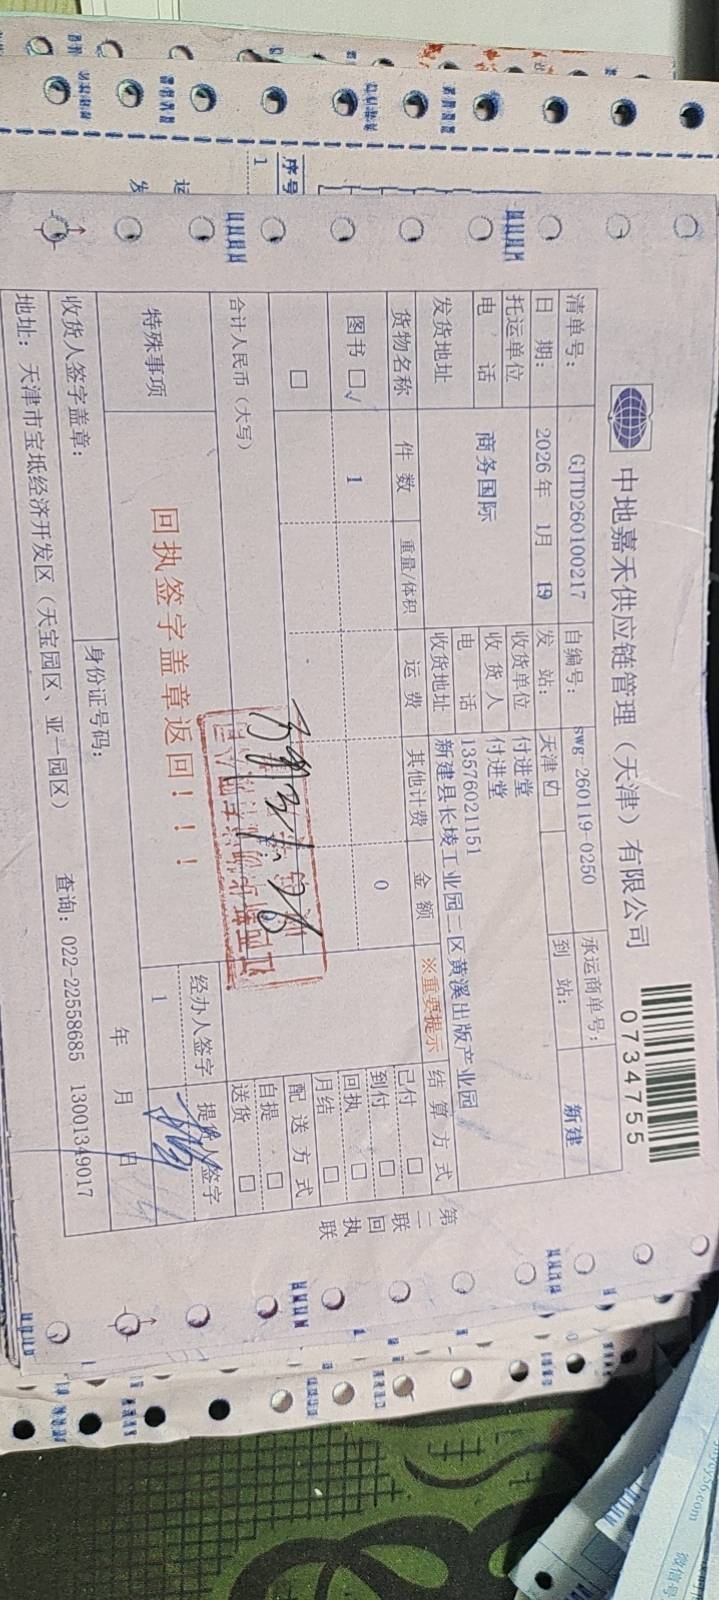 序号
1
中地嘉禾供应链管理（天津）有限公司
0734755
清单号： GJTD260100217 自编号： swg-260119-0250 承运商单号：
日 期： 2026 年 1月 19 发 站： 天津 到 站： 新建
托运单位 商务国际 收货单位 付进堂
收 货 人 付进堂
电 话 电 话 13576021151
发货地址 收货地址 新建县长堎工业园二区黄溪出版产业园
货物名称 件 数 重量/体积 运 费 其他计费 金 额 ※重要提示 结 算 方 式
图书 □√ 1 0
□
已付 □
到付 □
回执 □
月结 □
配 送 方 式
自提 □
送货 □
合计人民币（大写）
特殊事项 回执签字盖章返回！！！
经办人签字 提货人签字
1
收货人签字盖章： 身份证号码： 年 月 日
地址： 天津市宝坻经济开发区（天宝园区、亚一园区） 查询：022-22558685 13001349017
第二联 回执联
微信号